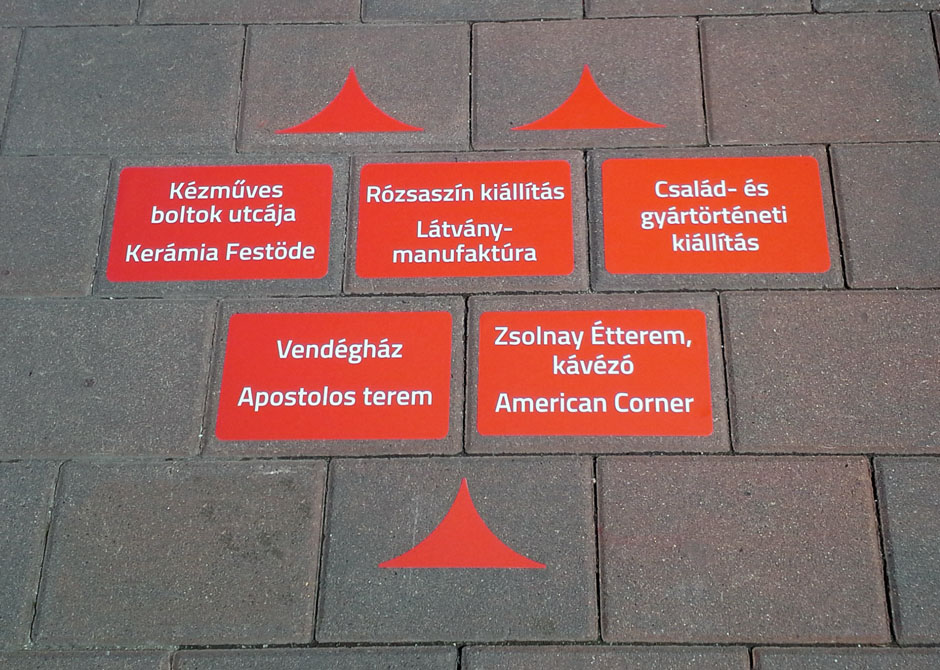 Kézműves
boltok utcája
Kerámia Festöde
Rózsaszín kiállítás
Látvány-
manufaktúra
Család- és
gyártörténeti
kiállítás
Vendégház
Apostolos terem
Zsolnay Étterem,
kávézó
American Corner